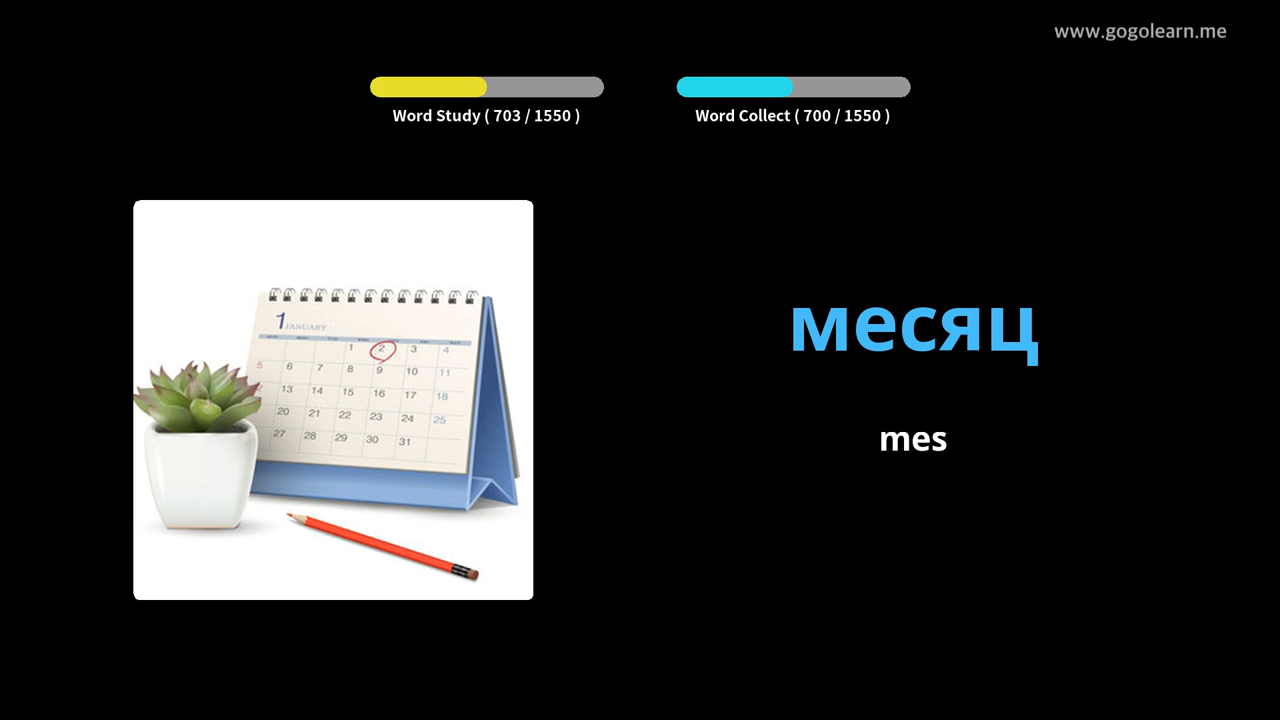 www.gogolearn.me
Word Study ( 703 / 1550 )
Word Collect ( 700 / 1550 )
месяц
mes
1 JANUARY
1 2 3 4
5 6 7 8 9 10 11
13 14 15 16 17 18
20 21 22 23 24 25
27 28 29 30 31